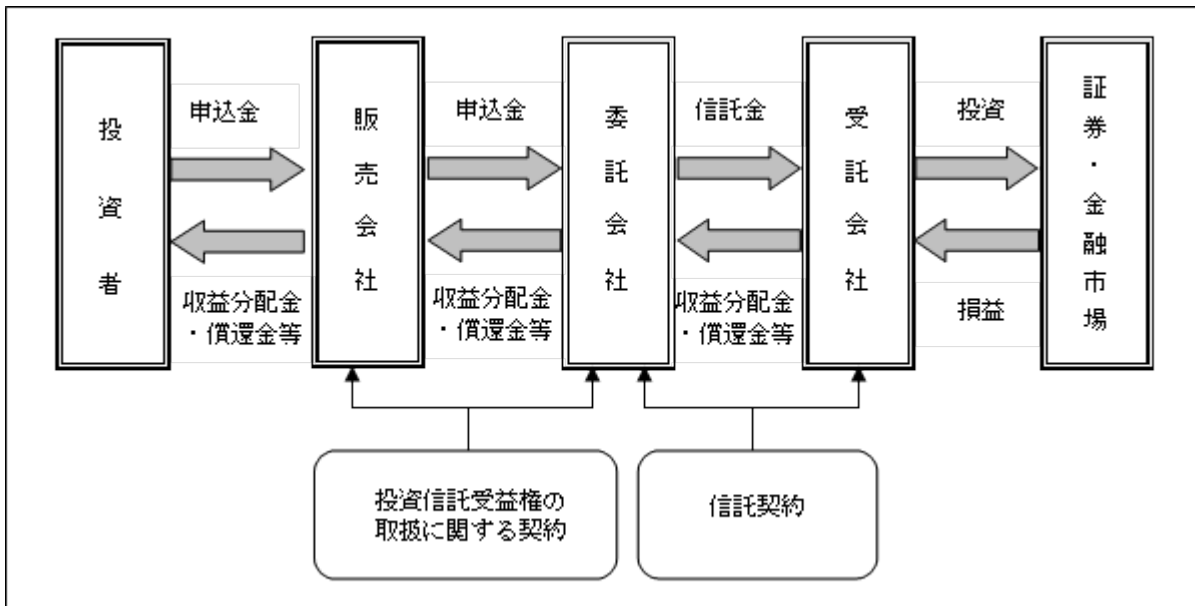 投資者
申込金
収益分配金
・償還金等
販売会社
申込金
収益分配金
・償還金等
委託会社
信託金
収益分配金
・償還金等
受託会社
投資
損益
証券・金融市場
投資信託受益権の
取扱に関する契約
信託契約